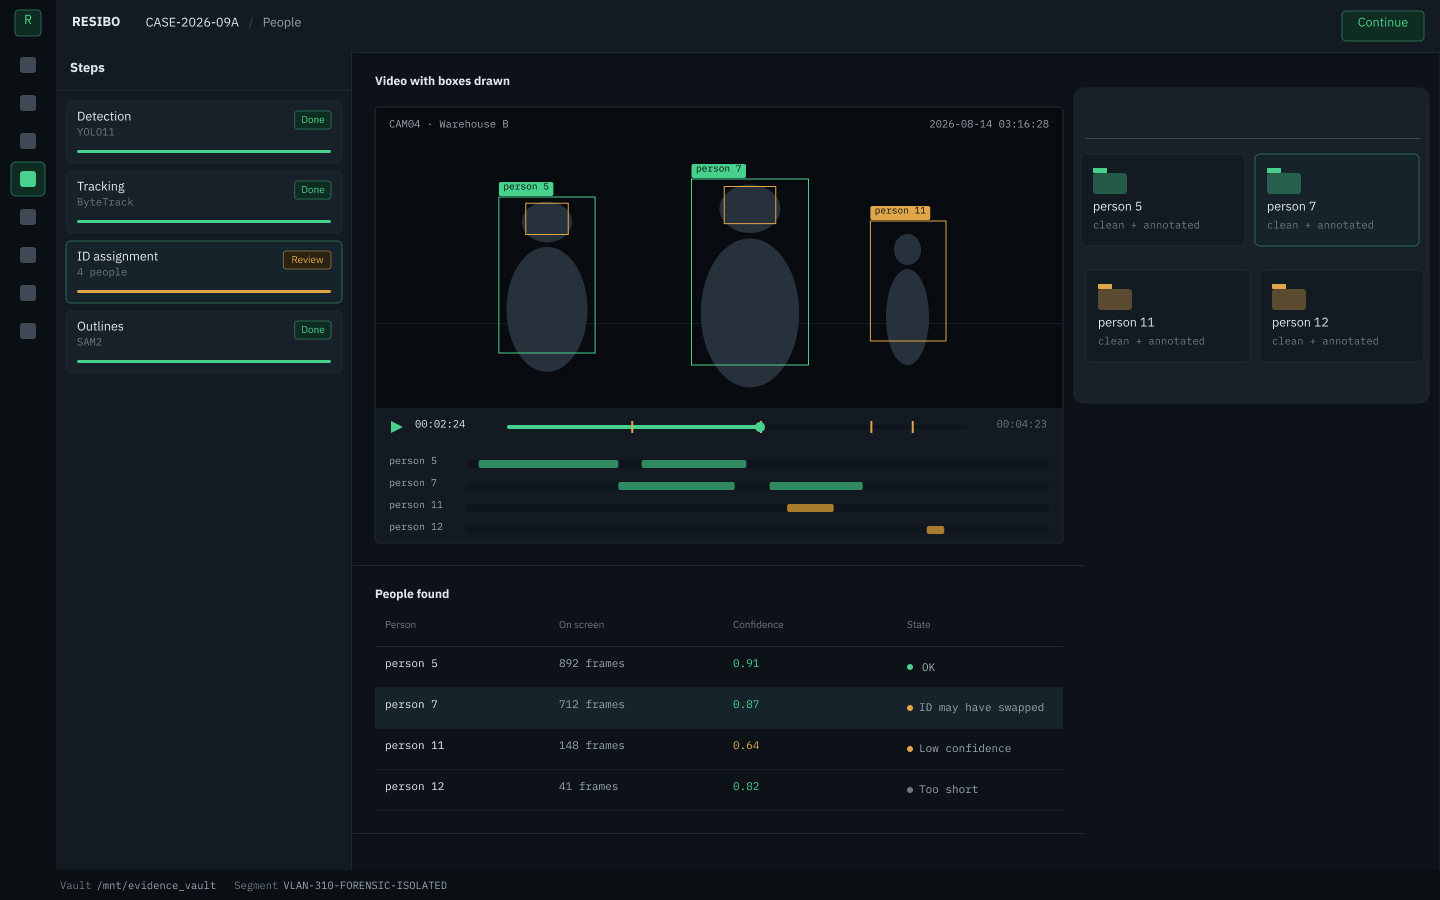 R
RESIBO CASE-2026-09A / People
Continue
Steps
Detection
YOLO11
Done
Tracking
ByteTrack
Done
ID assignment
4 people
Review
Outlines
SAM2
Done
Video with boxes drawn
CAM04 · Warehouse B
2026-08-14 03:16:28
person 5
person 7
person 11
00:02:24
00:04:23
person 5
person 7
person 11
person 12
person 5
clean + annotated
person 7
clean + annotated
person 11
clean + annotated
person 12
clean + annotated
People found
Person On screen Confidence State
person 5 892 frames 0.91 OK
person 7 712 frames 0.87 ID may have swapped
person 11 148 frames 0.64 Low confidence
person 12 41 frames 0.82 Too short
Vault /mnt/evidence_vault Segment VLAN-310-FORENSIC-ISOLATED